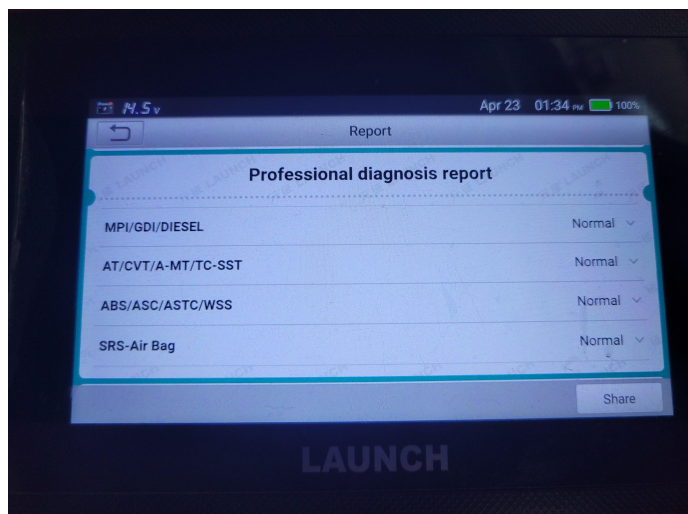 14.5 v Apr 23 01:34 PM 100%
Report
Professional diagnosis report
MPI/GDI/DIESEL Normal
AT/CVT/A-MT/TC-SST Normal
ABS/ASC/ASTC/WSS Normal
SRS-Air Bag Normal
Share
LAUNCH